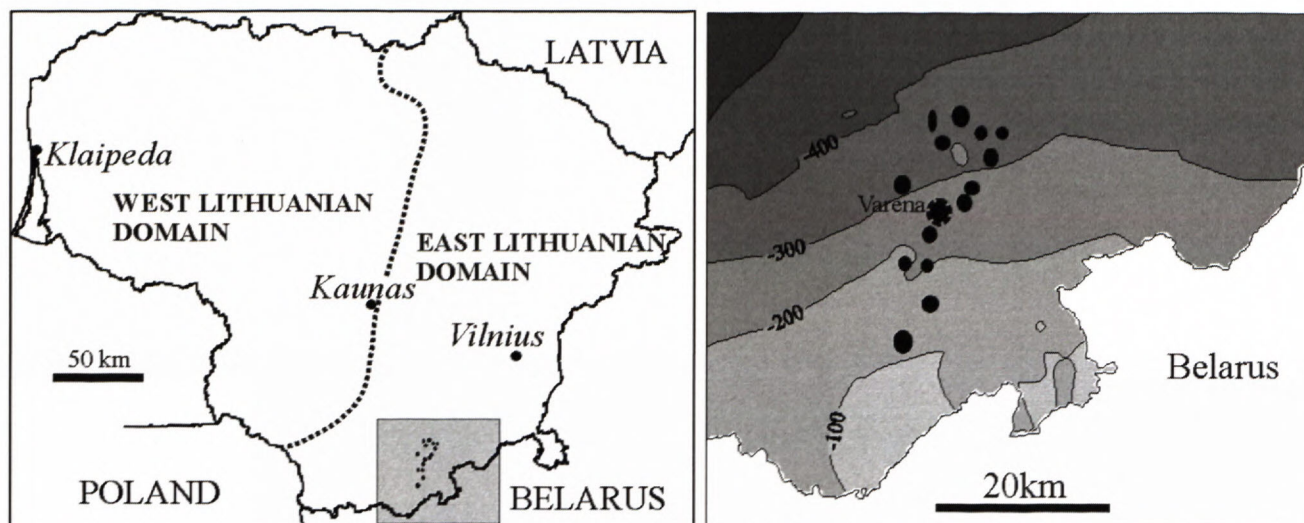 LATVIA
Klaipeda
WEST LITHUANIAN
DOMAIN
EAST LITHUANIAN
DOMAIN
Kaunas
Vilnius
50 km
POLAND
BELARUS
-400
Varena
-300
-200
-100
Belarus
20km